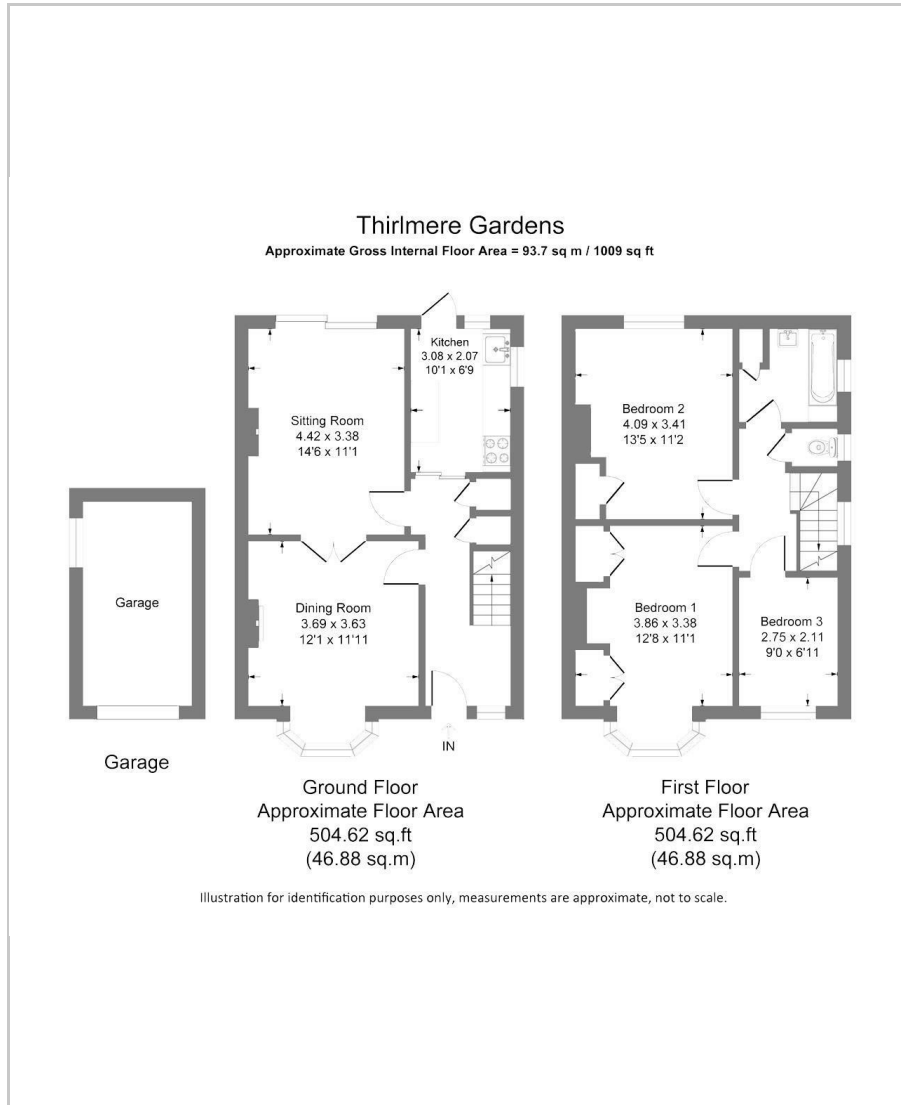 Thirlmere Gardens
Approximate Gross Internal Floor Area = 93.7 sq m / 1009 sq ft
Kitchen
3.08 x 2.07
10'1 x 6'9
Sitting Room
4.42 x 3.38
14'6 x 11'1
Dining Room
3.69 x 3.63
12'1 x 11'11
IN
Garage
Garage
Bedroom 2
4.09 x 3.41
13'5 x 11'2
Bedroom 1
3.86 x 3.38
12'8 x 11'1
Bedroom 3
2.75 x 2.11
9'0 x 6'11
Ground Floor
Approximate Floor Area
504.62 sq.ft
(46.88 sq.m)
First Floor
Approximate Floor Area
504.62 sq.ft
(46.88 sq.m)
Illustration for identification purposes only, measurements are approximate, not to scale.